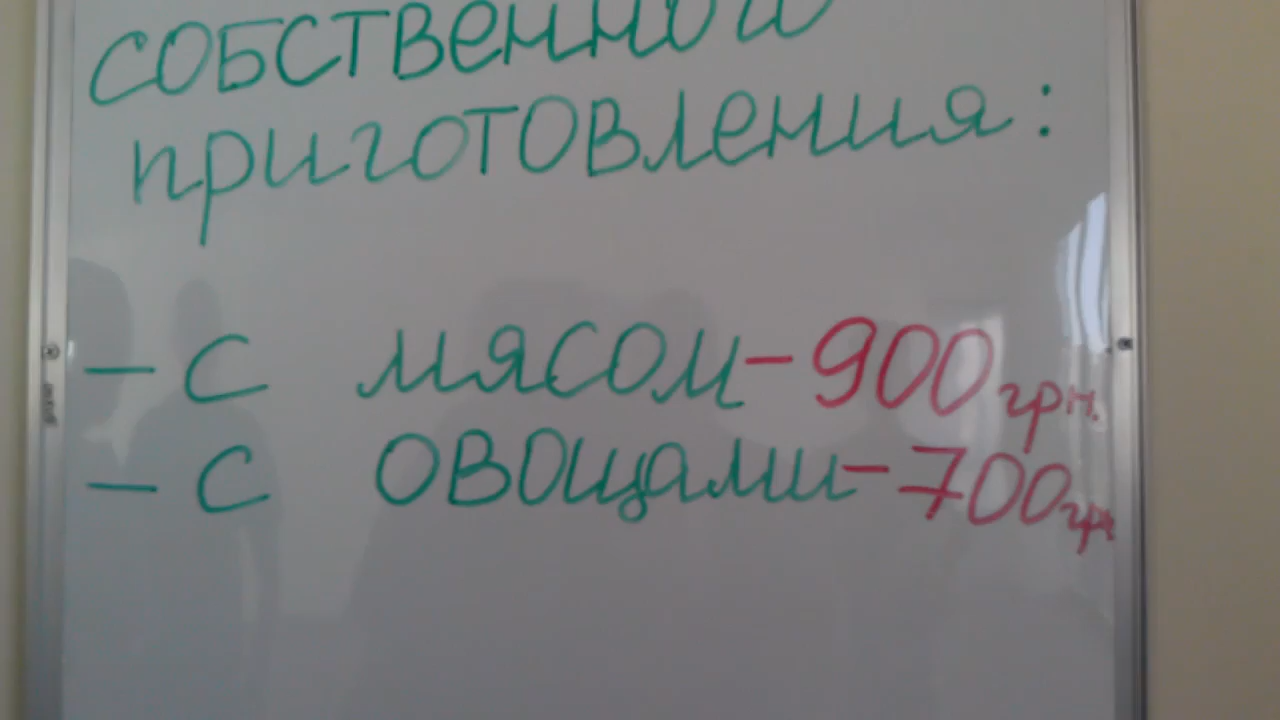 собственного
приготовления:
- с мясом - 900 грн.
- с овощами - 700 грн